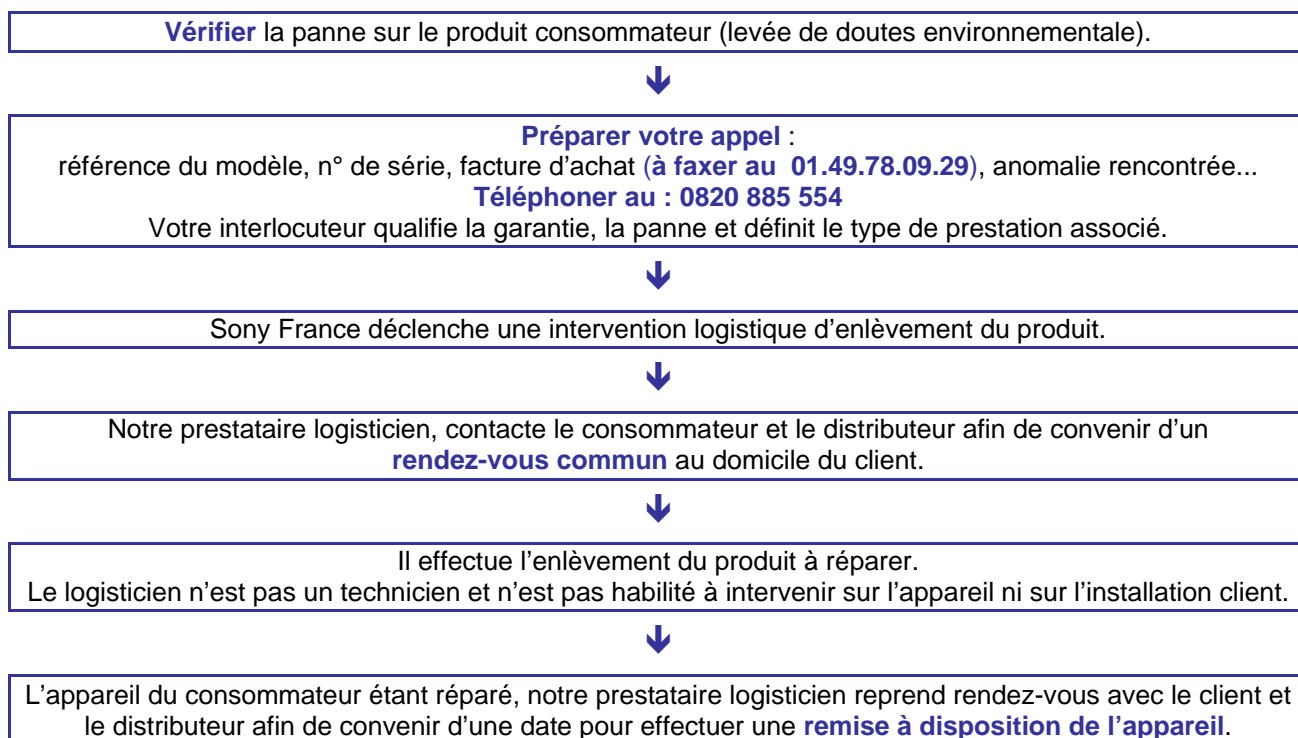 Vérifier la panne sur le produit consommateur (levée de doutes environnementale).
Préparer votre appel :
référence du modèle, n° de série, facture d'achat (à faxer au 01.49.78.09.29), anomalie rencontrée...
Téléphoner au : 0820 885 554
Votre interlocuteur qualifie la garantie, la panne et définit le type de prestation associé.
Sony France déclenche une intervention logistique d'enlèvement du produit.
Notre prestataire logisticien, contacte le consommateur et le distributeur afin de convenir d'un
rendez-vous commun au domicile du client.
Il effectue l'enlèvement du produit à réparer.
Le logisticien n'est pas un technicien et n'est pas habilité à intervenir sur l'appareil ni sur l'installation client.
L'appareil du consommateur étant réparé, notre prestataire logisticien reprend rendez-vous avec le client et
le distributeur afin de convenir d'une date pour effectuer une remise à disposition de l'appareil.